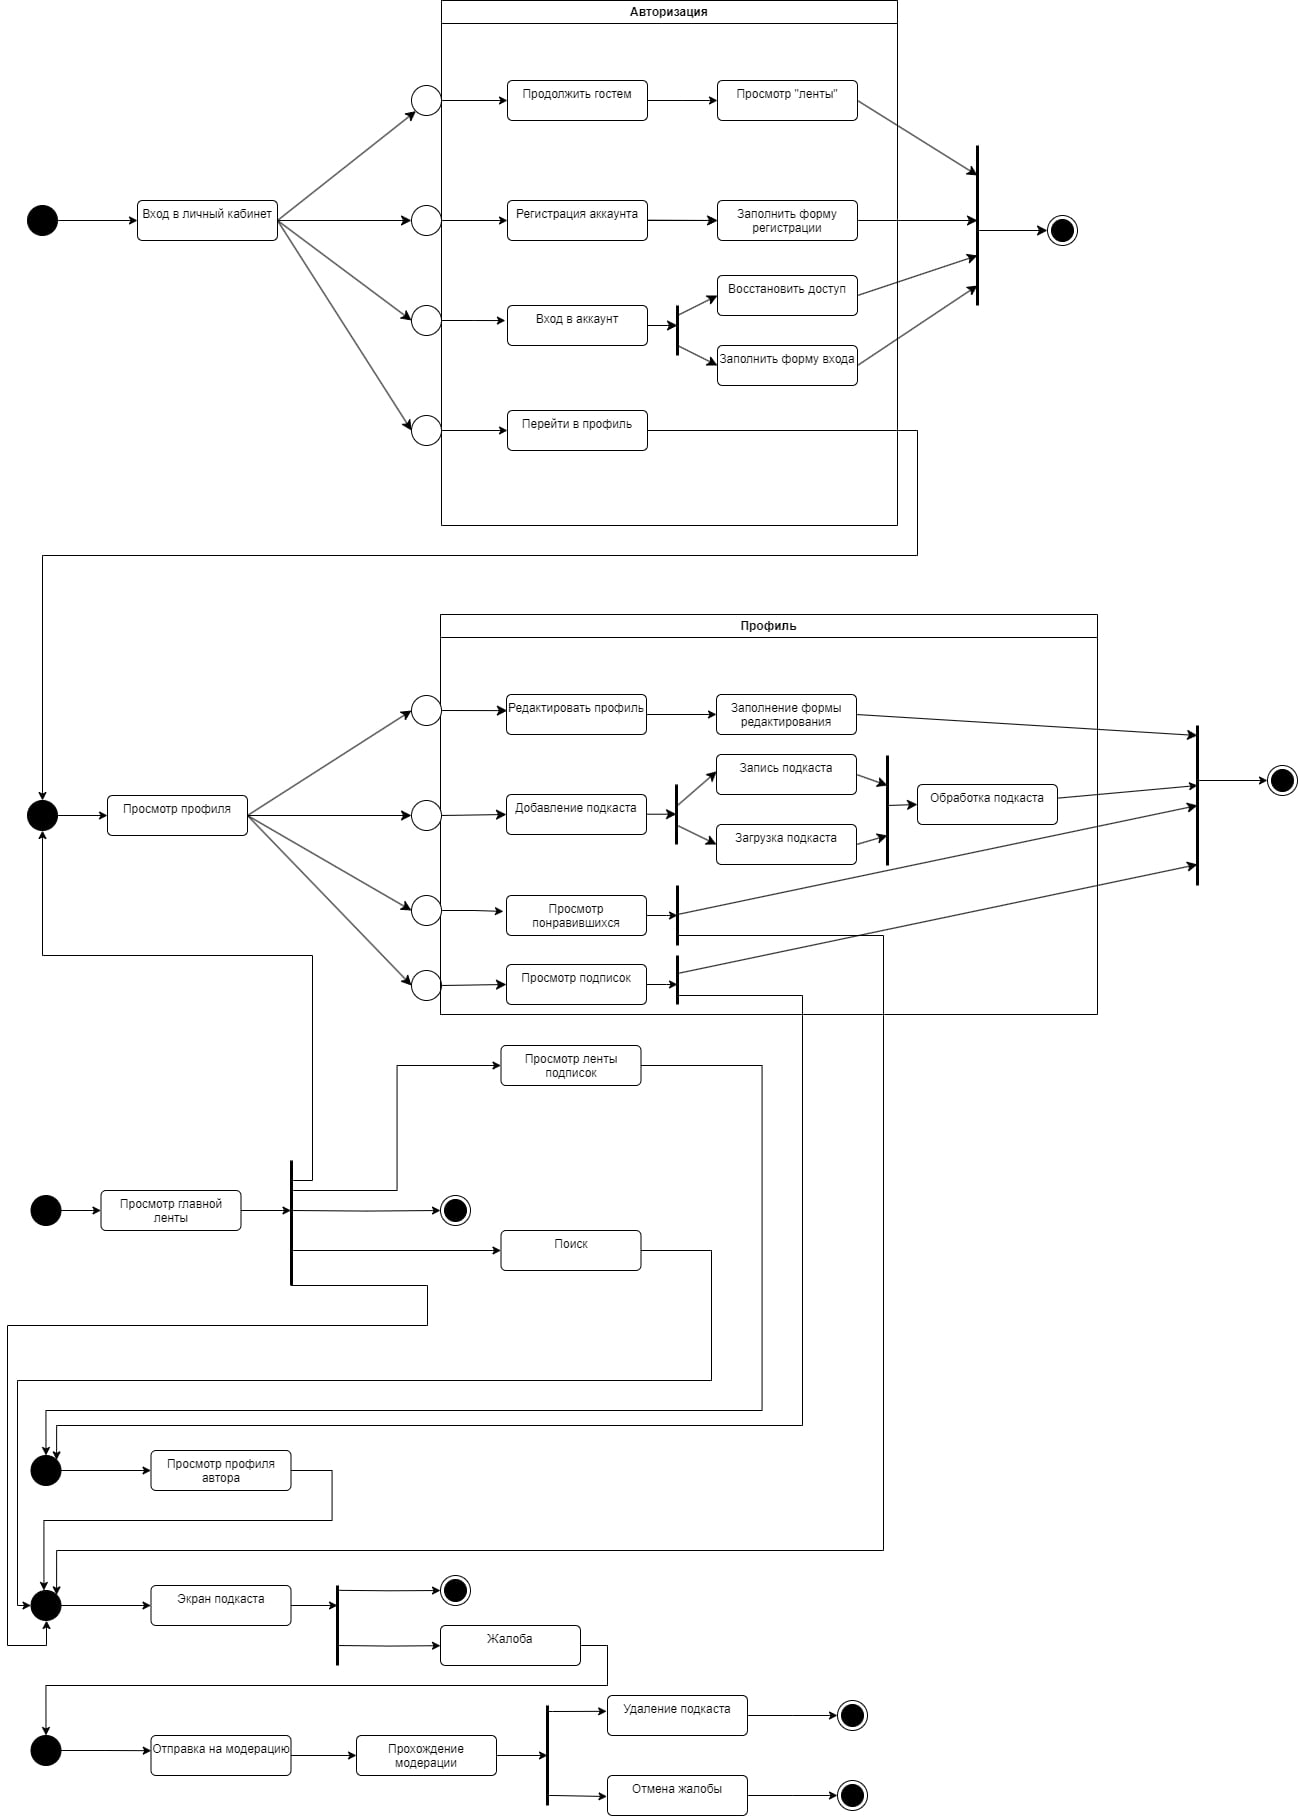 Авторизация
Продолжить гостем
Просмотр "ленты"
Вход в личный кабинет
Регистрация аккаунта
Заполнить форму
регистрации
Восстановить доступ
Вход в аккаунт
Заполнить форму входа
Перейти в профиль
Профиль
Редактировать профиль
Заполнение формы
редактирования
Запись подкаста
Просмотр профиля
Добавление подкаста
Обработка подкаста
Загрузка подкаста
Просмотр
понравившихся
Просмотр подписок
Просмотр ленты
подписок
Просмотр главной
ленты
Поиск
Просмотр профиля
автора
Экран подкаста
Жалоба
Удаление подкаста
Отправка на модерацию
Прохождение
модерации
Отмена жалобы